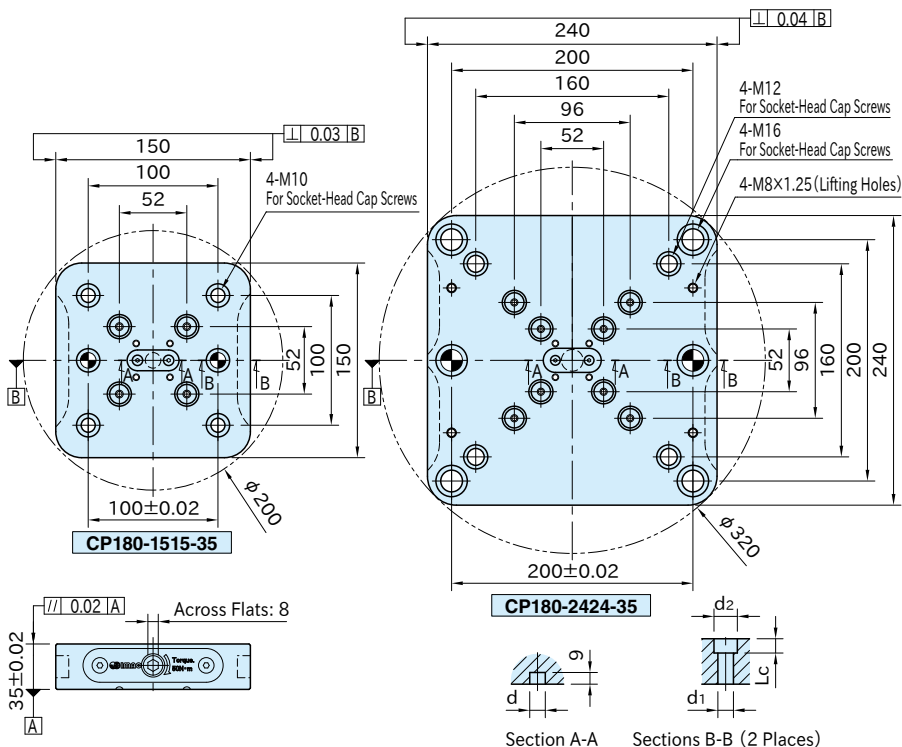 ⊥ 0.03 B
150
100
52
4-M10
For Socket-Head Cap Screws
A
A
B
B
52
100
150
B
100±0.02
φ200
CP180-1515-35
⊥ 0.04 B
240
200
160
96
52
4-M12
For Socket-Head Cap Screws
4-M16
For Socket-Head Cap Screws
4-M8×1.25(Lifting Holes)
A
A
B
B
52
96
160
200
240
B
200±0.02
φ320
CP180-2424-35
// 0.02 A
Across Flats: 8
35±0.02
A
imao
Torque.
50N·m
9
d
Section A-A
d2
Lc
d1
Sections B-B (2 Places)